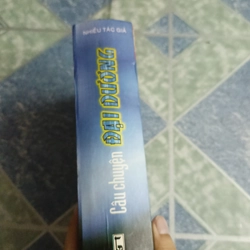 NHIỀU TÁC GIẢ
Câu chuyện
ĐẠI DƯƠNG